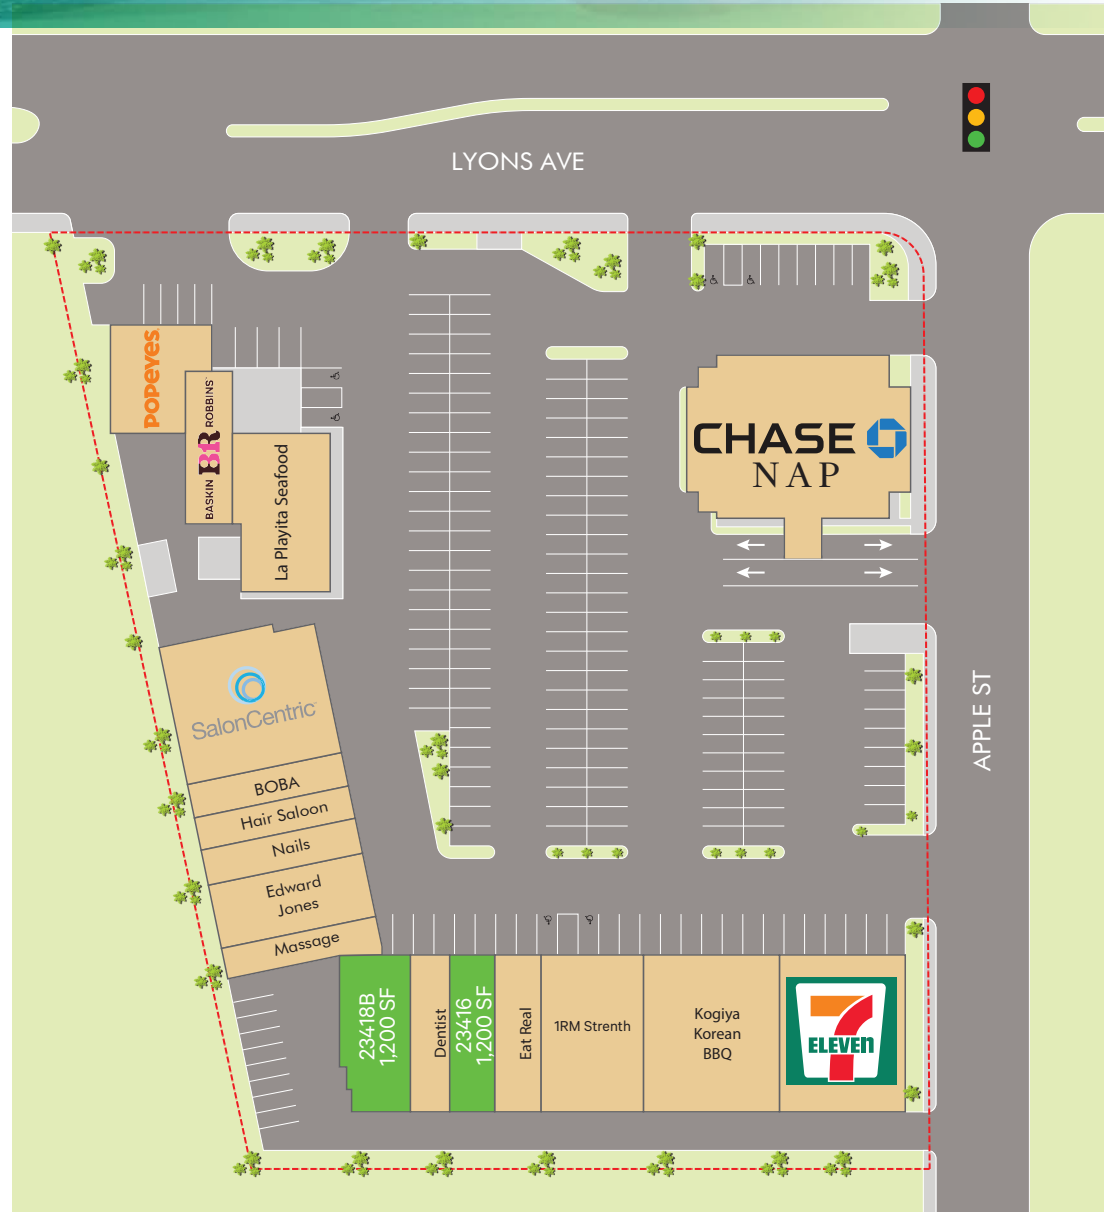 LYONS AVE
POPEYES
BASKIN BR ROBBINS
La Playita Seafood
CHASE
NAP
SalonCentric
BOBA
Hair Saloon
Nails
Edward
Jones
Massage
APPLE ST
23418B
1,200 SF
Dentist
23416
1,200 SF
Eat Real
1RM Strenth
Kogiya
Korean
BBQ
7
ELEVEn